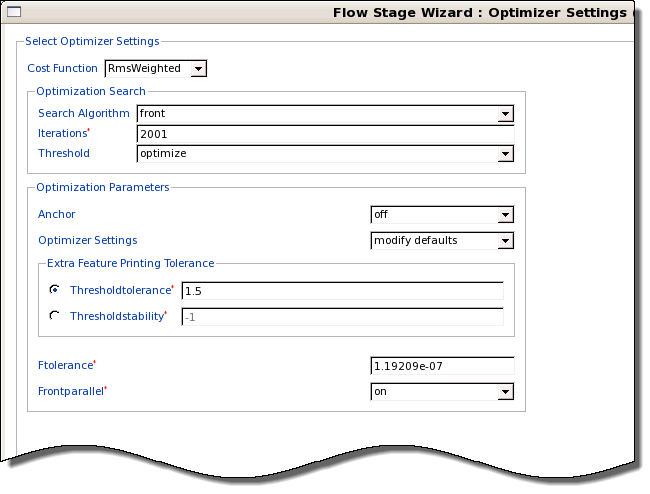 Flow Stage Wizard : Optimizer Settings
Select Optimizer Settings
Cost Function RmsWeighted
Optimization Search
Search Algorithm front
Iterations* 2001
Threshold optimize
Optimization Parameters
Anchor off
Optimizer Settings modify defaults
Extra Feature Printing Tolerance
Thresholdtolerance* 1.5
Thresholdstability* -1
Ftolerance* 1.19209e-07
Frontparallel* on